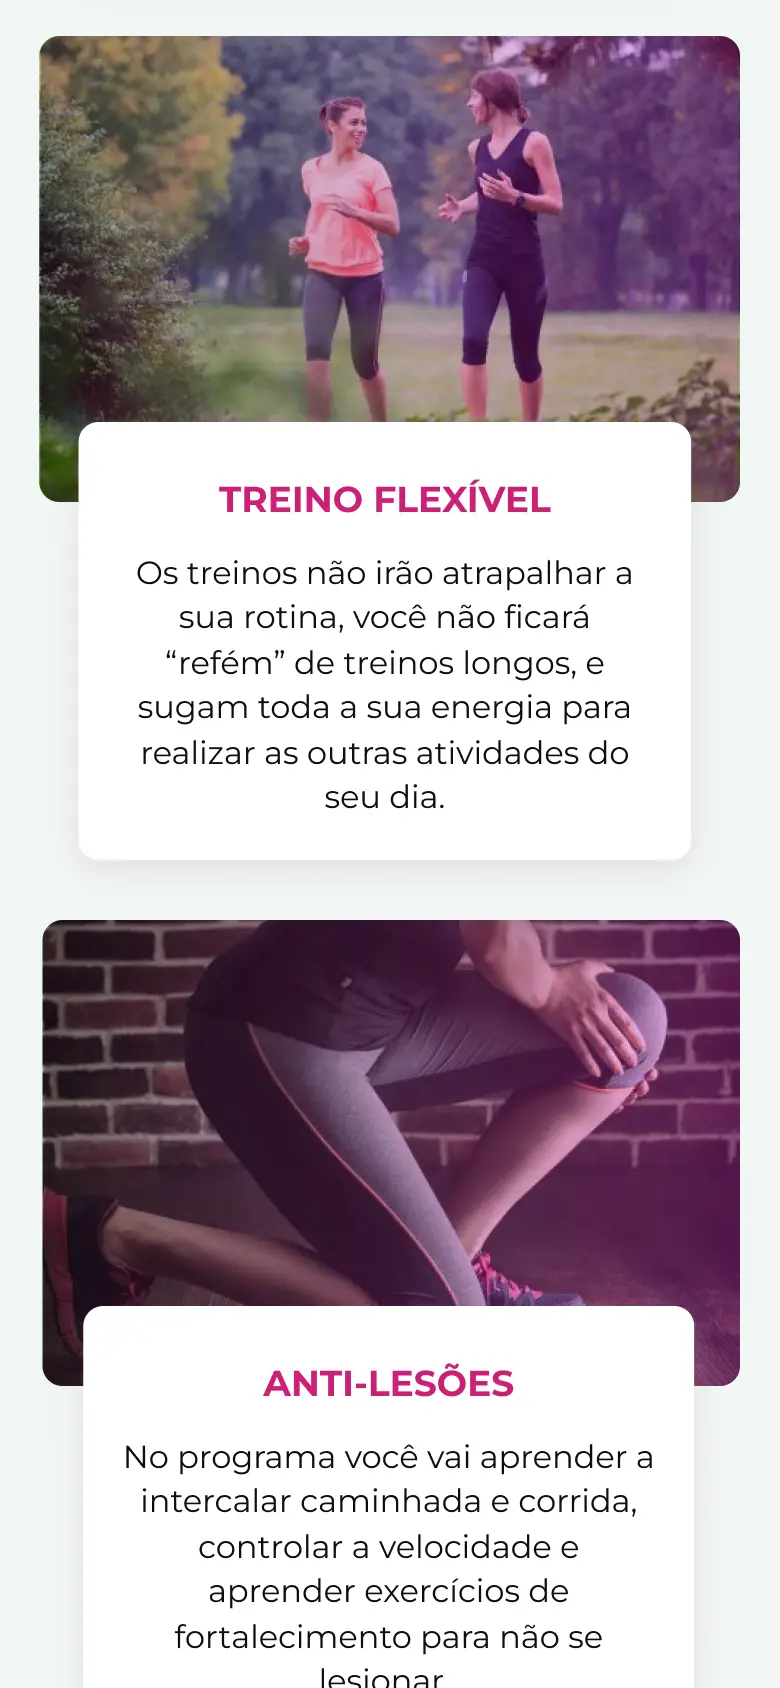 TREINO FLEXÍVEL
Os treinos não irão atrapalhar a
sua rotina, você não ficará
“refém” de treinos longos, e
sugam toda a sua energia para
realizar as outras atividades do
seu dia.
ANTI-LESÕES
No programa você vai aprender a
intercalar caminhada e corrida,
controlar a velocidade e
aprender exercícios de
fortalecimento para não se
lesionar